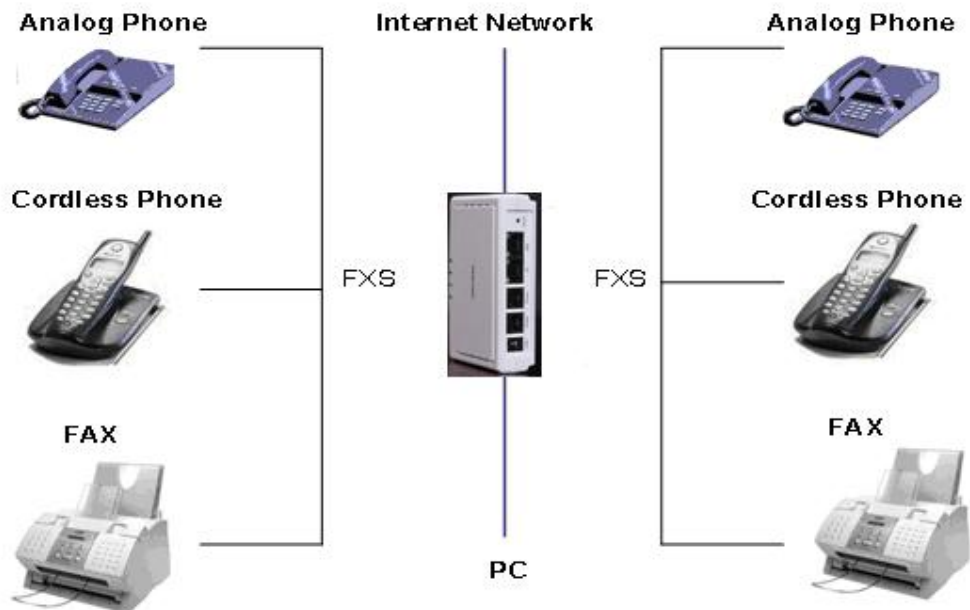 Analog Phone
Internet Network
Analog Phone
Cordless Phone
Cordless Phone
FXS
FXS
FAX
FAX
PC